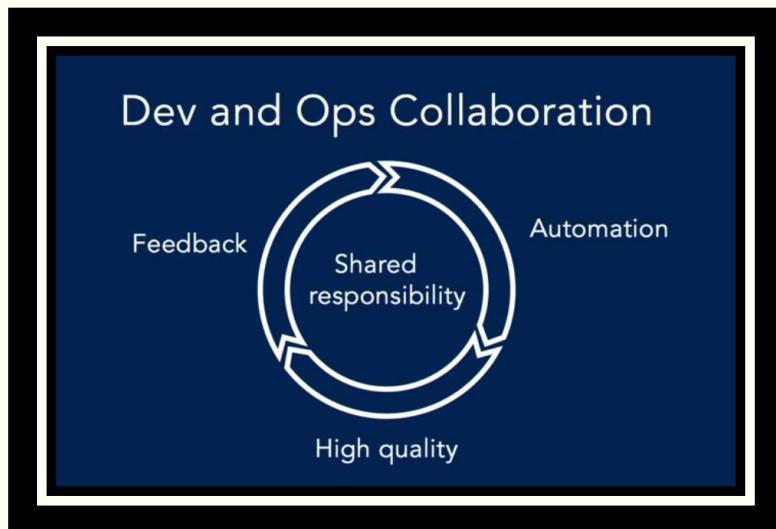 Dev and Ops Collaboration
Feedback
Automation
Shared
responsibility
High quality